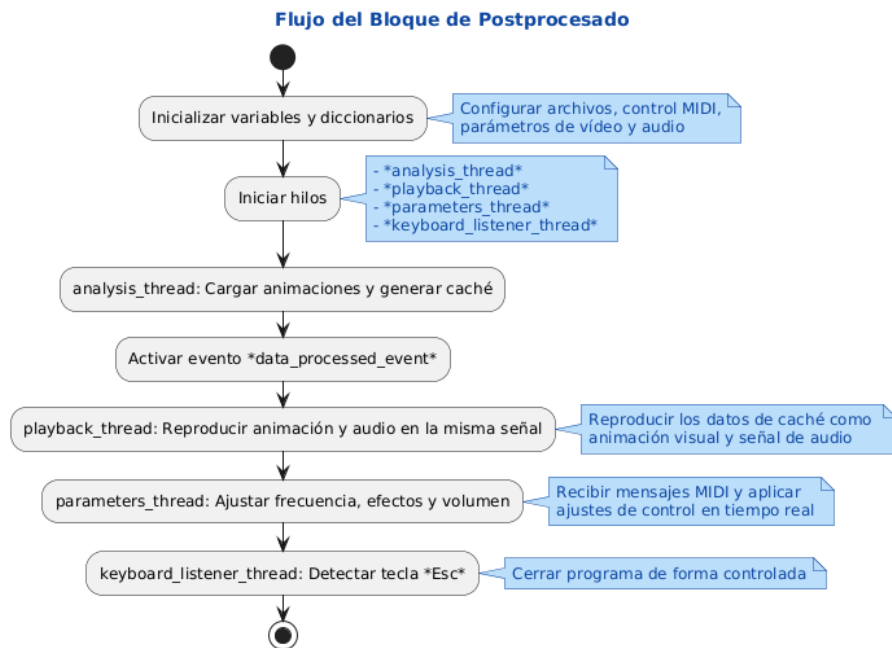 Flujo del Bloque de Postprocesado
Inicializar variables y diccionarios
Configurar archivos, control MIDI,
parámetros de vídeo y audio
Iniciar hilos
- *analysis_thread*
- *playback_thread*
- *parameters_thread*
- *keyboard_listener_thread*
analysis_thread: Cargar animaciones y generar caché
Activar evento *data_processed_event*
playback_thread: Reproducir animación y audio en la misma señal
Reproducir los datos de caché como
animación visual y señal de audio
parameters_thread: Ajustar frecuencia, efectos y volumen
Recibir mensajes MIDI y aplicar
ajustes de control en tiempo real
keyboard_listener_thread: Detectar tecla *Esc*
Cerrar programa de forma controlada